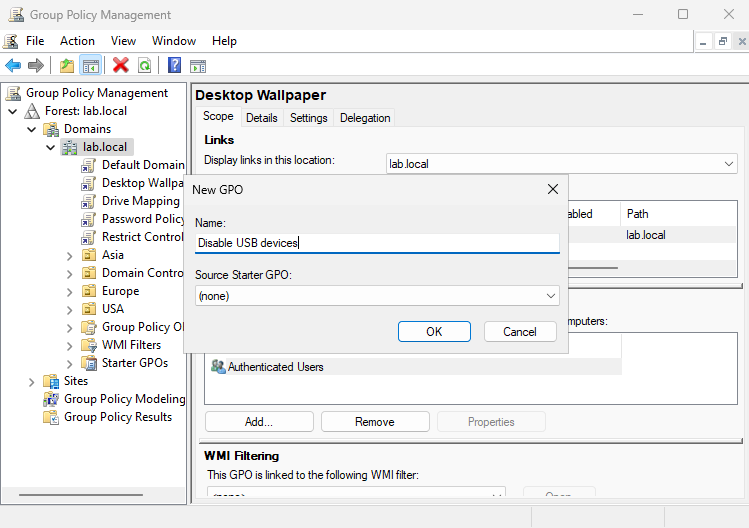 Group Policy Management
File Action View Window Help
Group Policy Management
Forest: lab.local
Domains
lab.local
Default Domain
Desktop Wallpa
Drive Mapping
Password Policy
Restrict Control
Asia
Domain Contro
Europe
USA
Group Policy Ol
WMI Filters
Starter GPOs
Sites
Group Policy Modeling
Group Policy Results
Desktop Wallpaper
Scope Details Settings Delegation
Links
Display links in this location: lab.local
abled Path
lab.local
New GPO
Name:
Disable USB devices
Source Starter GPO:
(none)
OK Cancel
mputers:
Authenticated Users
Add... Remove Properties
WMI Filtering
This GPO is linked to the following WMI filter:
(none) Open